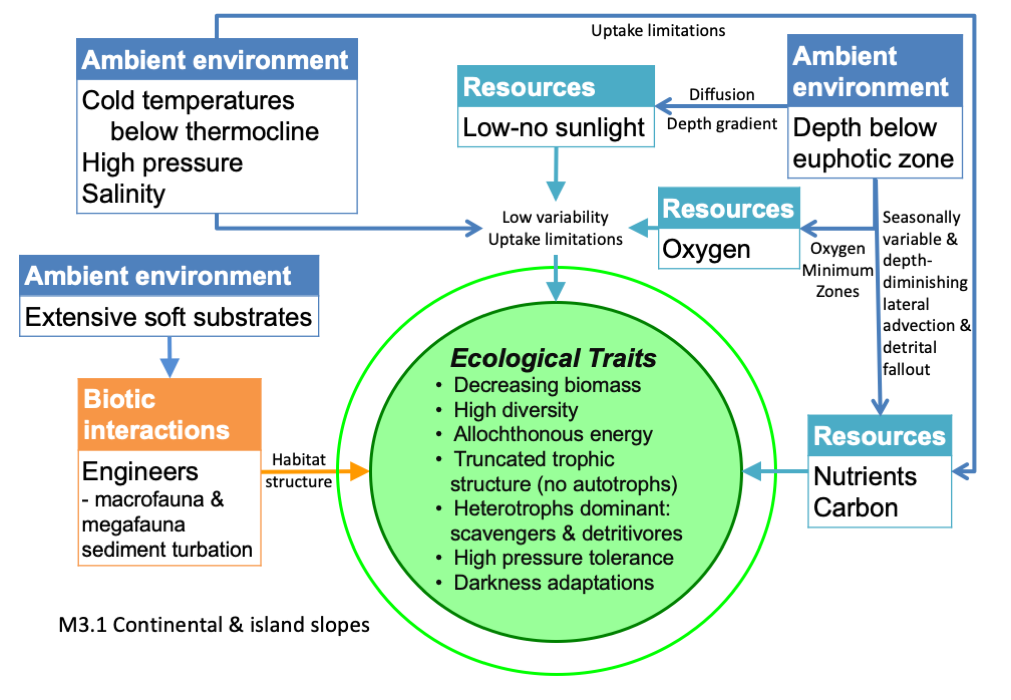 Uptake limitations
Ambient environment
Cold temperatures
below thermocline
High pressure
Salinity
Resources
Low-no sunlight
Diffusion
Depth gradient
Ambient
environment
Depth below
euphotic zone
Low variability
Uptake limitations
Resources
Oxygen
Oxygen
Minimum
Zones
Seasonally
variable &
depth-
diminishing
lateral
advection &
detrital
fallout
Ambient environment
Extensive soft substrates
Biotic
interactions
Engineers
- macrofauna &
megafauna
sediment turbation
Habitat
structure
Ecological Traits
• Decreasing biomass
• High diversity
• Allochthonous energy
• Truncated trophic
structure (no autotrophs)
• Heterotrophs dominant:
scavengers & detritivores
• High pressure tolerance
• Darkness adaptations
Resources
Nutrients
Carbon
M3.1 Continental & island slopes